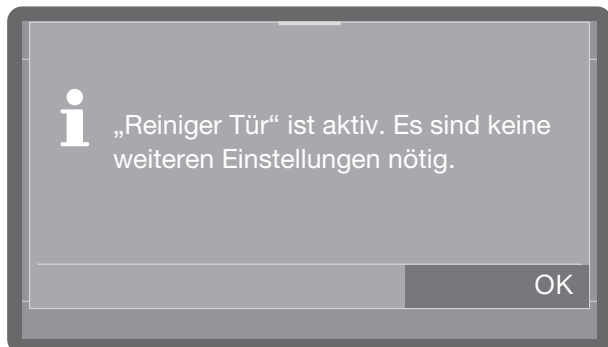 „Reiniger Tür“ ist aktiv. Es sind keine
weiteren Einstellungen nötig.
OK